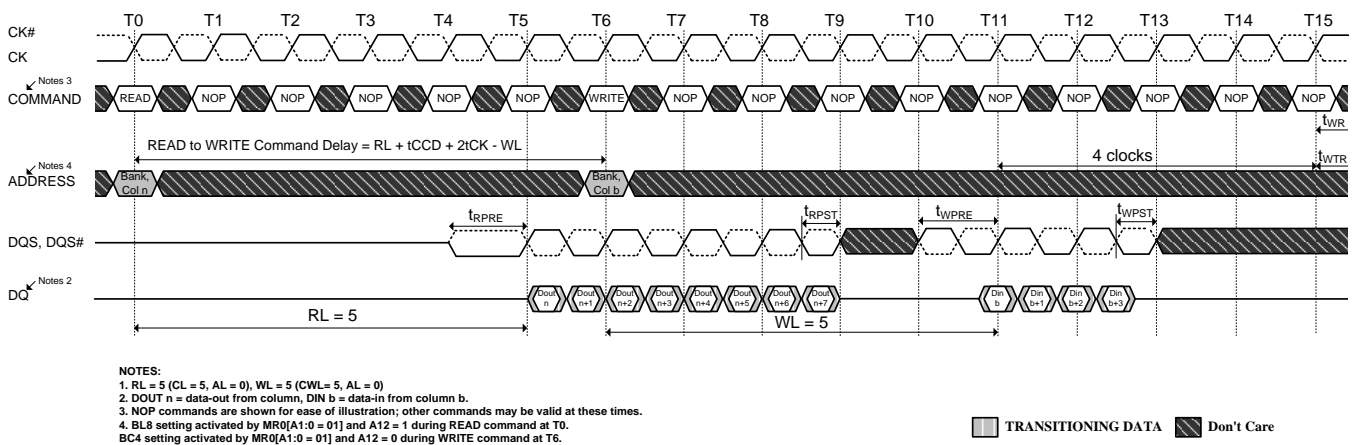 T0 T1 T2 T3 T4 T5 T6 T7 T8 T9 T10 T11 T12 T13 T14 T15
CK#
CK
Notes 3
COMMAND READ NOP NOP NOP NOP NOP WRITE NOP NOP NOP NOP NOP NOP NOP NOP NOP
tWR
READ to WRITE Command Delay = RL + tCCD + 2tCK - WL
4 clocks
tWTR
Notes 4
ADDRESS
Bank, Col n
Bank, Col b
tRPRE tRPST tWPRE tWPST
DQS, DQS#
Notes 2
DQ
Dout n
Dout n+1
Dout n+2
Dout n+3
Dout n+4
Dout n+5
Dout n+6
Dout n+7
Din b
Din b+1
Din b+2
Din b+3
RL = 5 WL = 5
NOTES:
1. RL = 5 (CL = 5, AL = 0), WL = 5 (CWL= 5, AL = 0)
2. DOUT n = data-out from column, DIN b = data-in from column b.
3. NOP commands are shown for ease of illustration; other commands may be valid at these times.
4. BL8 setting activated by MR0[A1:0 = 01] and A12 = 1 during READ command at T0.
BC4 setting activated by MR0[A1:0 = 01] and A12 = 0 during WRITE command at T6.
TRANSITIONING DATA Don't Care